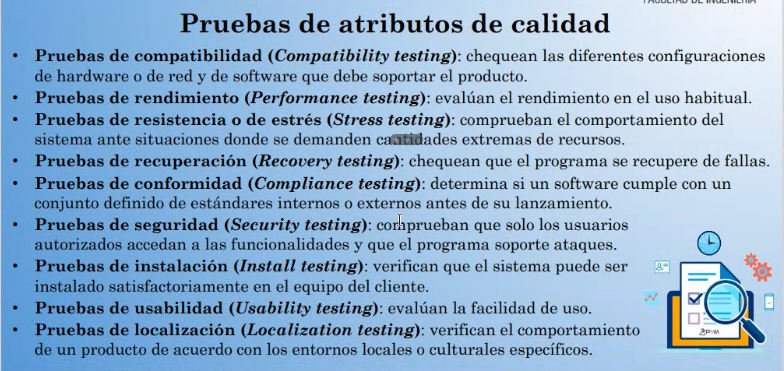 FACULTAD DE INGENIERÍA
Pruebas de atributos de calidad
• Pruebas de compatibilidad (Compatibility testing): chequean las diferentes configuraciones
de hardware o de red y de software que debe soportar el producto.
• Pruebas de rendimiento (Performance testing): evalúan el rendimiento en el uso habitual.
• Pruebas de resistencia o de estrés (Stress testing): comprueban el comportamiento del
sistema ante situaciones donde se demanden cantidades extremas de recursos.
• Pruebas de recuperación (Recovery testing): chequean que el programa se recupere de fallas.
• Pruebas de conformidad (Compliance testing): determina si un software cumple con un
conjunto definido de estándares internos o externos antes de su lanzamiento.
• Pruebas de seguridad (Security testing): comprueban que solo los usuarios
autorizados accedan a las funcionalidades y que el programa soporte ataques.
• Pruebas de instalación (Install testing): verifican que el sistema puede ser
instalado satisfactoriamente en el equipo del cliente.
• Pruebas de usabilidad (Usability testing): evalúan la facilidad de uso.
• Pruebas de localización (Localization testing): verifican el comportamiento
de un producto de acuerdo con los entornos locales o culturales específicos.